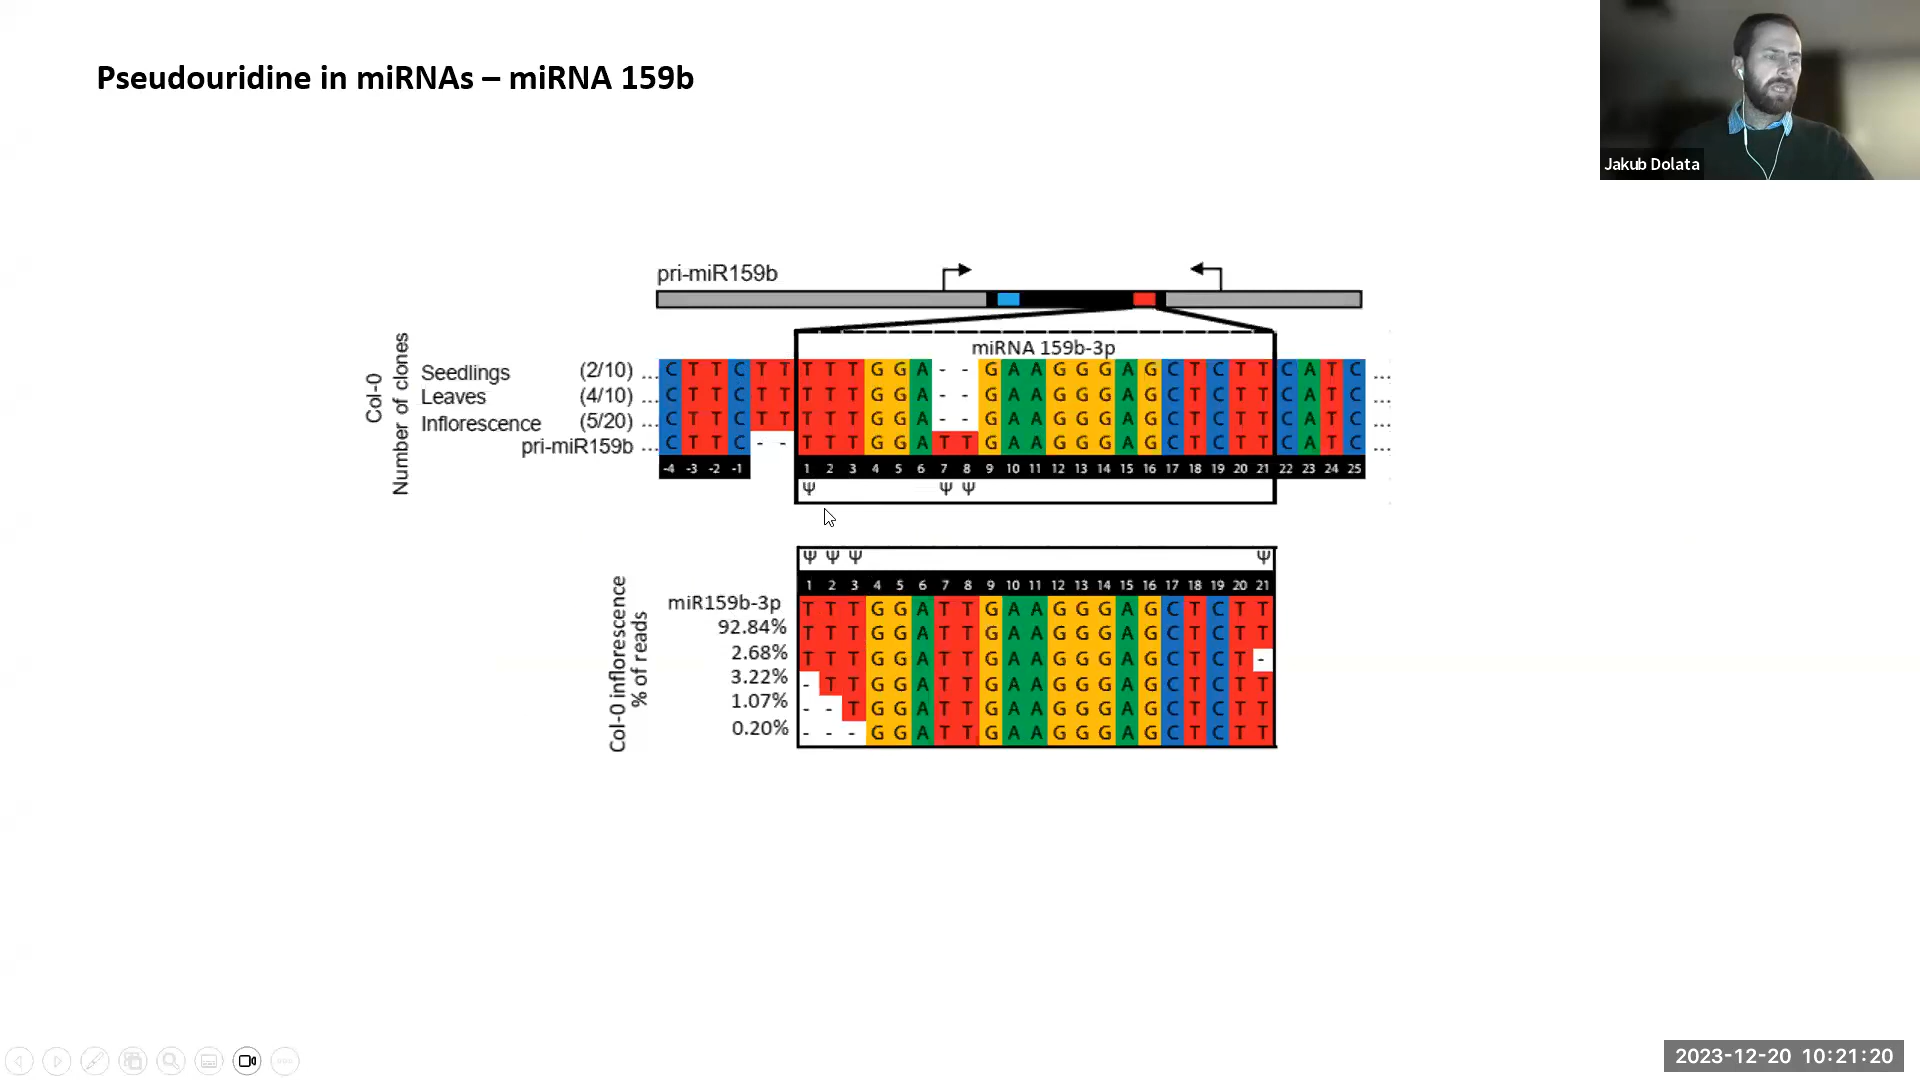 Pseudouridine in miRNAs – miRNA 159b
Jakub Dolata
pri-miR159b
miRNA 159b-3p
Col-0
Number of clones
Seedlings (2/10) ... C T T C T T T T T G G A - - G A A G G G A G C T C T T C A T C ...
Leaves (4/10) ... C T T C T T T T T G G A - - G A A G G G A G C T C T T C A T C ...
Inflorescence (5/20) ... C T T C T T T T T G G A - - G A A G G G A G C T C T T C A T C ...
pri-miR159b ... C T T C - - T T T G G A T T G A A G G G A G C T C T T C A T C ...
-4 -3 -2 -1 1 2 3 4 5 6 7 8 9 10 11 12 13 14 15 16 17 18 19 20 21 22 23 24 25
Ψ Ψ Ψ
Ψ Ψ Ψ Ψ
1 2 3 4 5 6 7 8 9 10 11 12 13 14 15 16 17 18 19 20 21
Col-0 inflorescence
% of reads
miR159b-3p T T T G G A T T G A A G G G A G C T C T T
92.84% T T T G G A T T G A A G G G A G C T C T T
2.68% T T T G G A T T G A A G G G A G C T C T -
3.22% - T T G G A T T G A A G G G A G C T C T T
1.07% - - T G G A T T G A A G G G A G C T C T T
0.20% - - - G G A T T G A A G G G A G C T C T T
2023-12-20 10:21:20